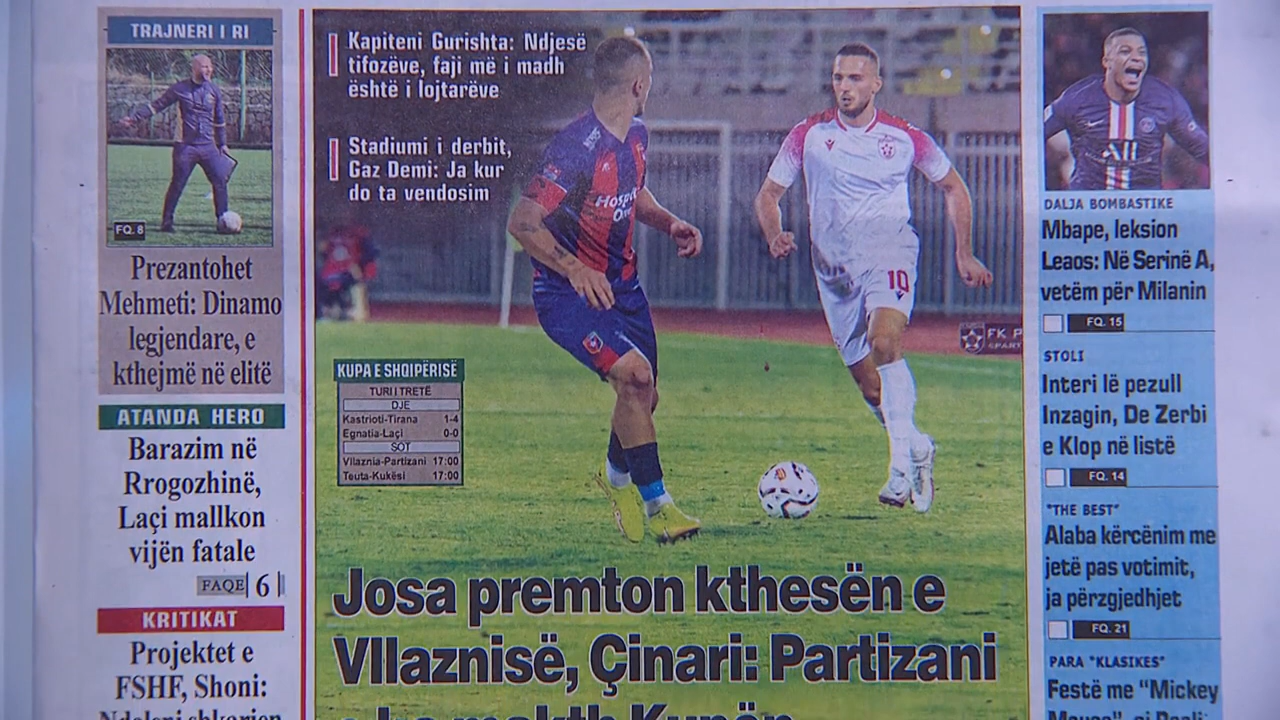 TRAJNERI I RI
FQ. 8
Prezantohet
Mehmeti: Dinamo
legjendare, e
kthejmë në elitë
ATANDA HERO
Barazim në
Rrogozhinë,
Laçi mallkon
vijën fatale
FAQE 6
KRITIKAT
Projektet e
FSHF, Shoni:
Kapiteni Gurishta: Ndjesë
tifozëve, faji më i madh
është i lojtarëve
Stadiumi i derbit,
Gaz Demi: Ja kur
do ta vendosim
10
FK P
KUPA E SHQIPËRISË
TURI I TRETË
DJE
Kastrioti-Tirana 1-4
Egnatia-Laçi 0-0
SOT
Vllaznia-Partizani 17:00
Teuta-Kukësi 17:00
Josa premton kthesën e
Vllaznisë, Çinari: Partizani
DALJA BOMBASTIKE
Mbape, leksion
Leaos: Në Serinë A,
vetëm për Milanin
FQ. 15
STOLI
Interi lë pezull
Inzagin, De Zerbi
e Klop në listë
FQ. 14
"THE BEST"
Alaba kërcënim me
jetë pas votimit,
ja përzgjedhjet
FQ. 21
PARA "KLASIKES"
Festë me "Mickey